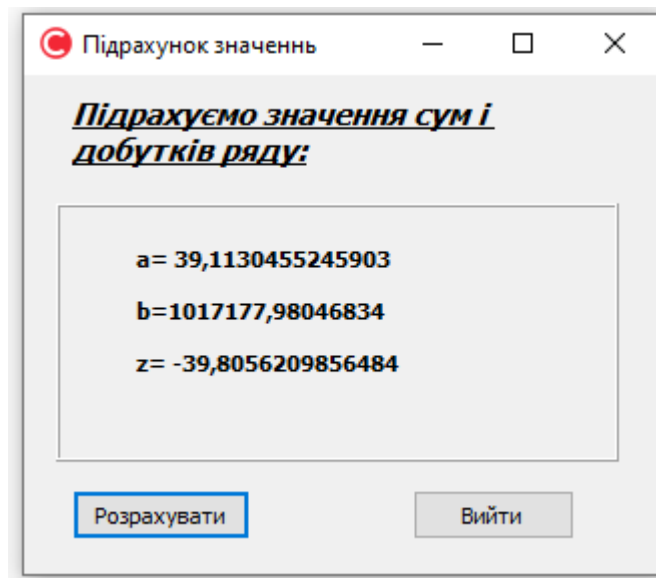 Підрахунок значеннь
Підрахуємо значення сум і
добутків ряду:
a= 39,1130455245903
b=1017177,98046834
z= -39,8056209856484
Розрахувати
Вийти